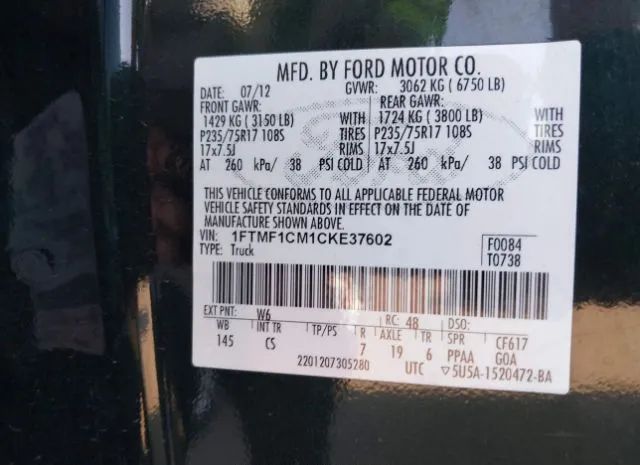 MFD. BY FORD MOTOR CO.
DATE: 07/12 GVWR: 3062 KG ( 6750 LB)
FRONT GAWR: REAR GAWR:
1429 KG ( 3150 LB) WITH 1724 KG ( 3800 LB) WITH
P235/75R17 108S TIRES P235/75R17 108S TIRES
17x7.5J RIMS 17x7.5J RIMS
AT 260 kPa/ 38 PSI COLD AT 260 kPa/ 38 PSI COLD
THIS VEHICLE CONFORMS TO ALL APPLICABLE FEDERAL MOTOR
VEHICLE SAFETY STANDARDS IN EFFECT ON THE DATE OF
MANUFACTURE SHOWN ABOVE.
VIN: 1FTMF1CM1CKE37602 F0084
TYPE: Truck T0738
EXT PNT: W6 RC: 48 DSO:
WB INT TR TP/PS R AXLE TR SPR CF617
145 CS 7 19 6 PPAA GOA
2201207305280 UTC ▽5U5A-1520472-BA